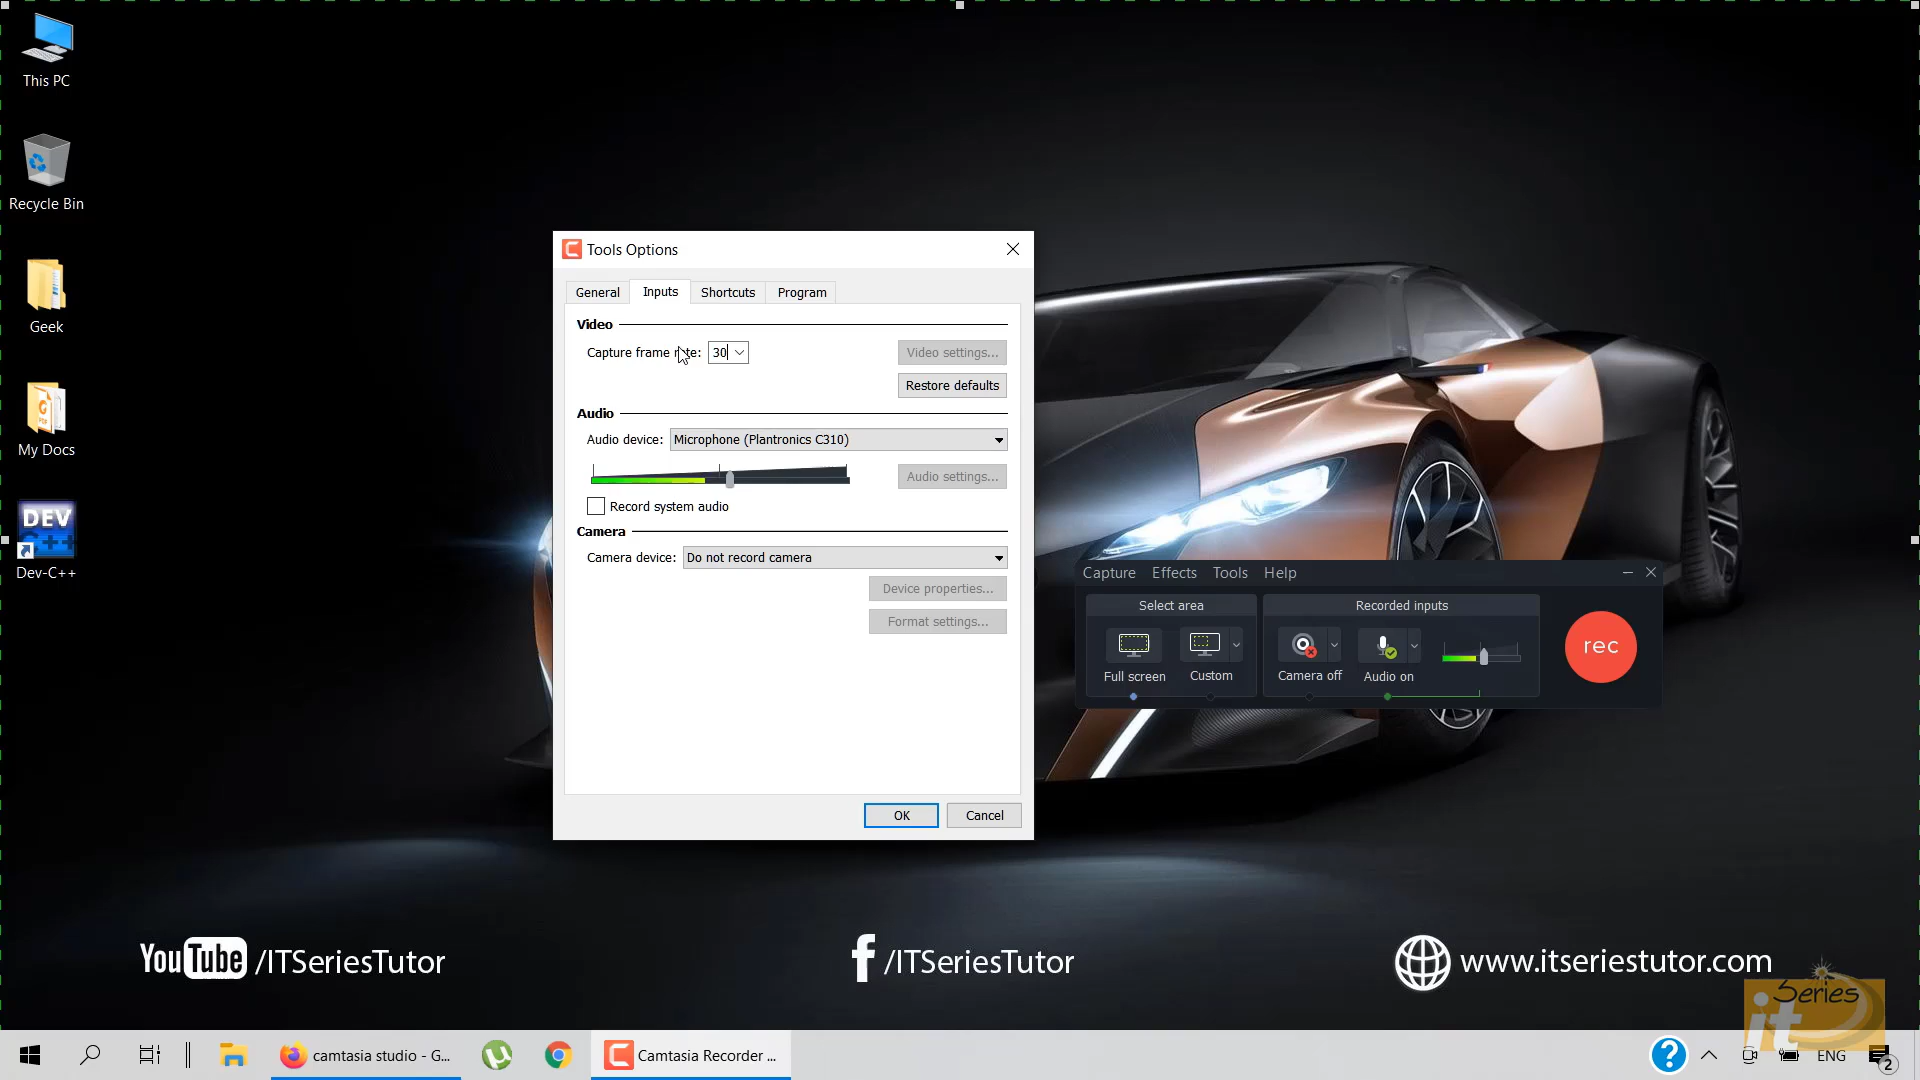 This PC
Recycle Bin
Geek
My Docs
DEV
C++
Dev-C++
Tools Options
General
Inputs
Shortcuts
Program
Video
Capture frame rate:
30
Video settings...
Restore defaults
Audio
Audio device:
Microphone (Plantronics C310)
Audio settings...
Record system audio
Camera
Camera device:
Do not record camera
Device properties...
Format settings...
OK
Cancel
Capture
Effects
Tools
Help
Select area
Recorded inputs
Full screen
Custom
Camera off
Audio on
rec
YouTube /ITSeriesTutor
f /ITSeriesTutor
www.itseriestutor.com
it Series
camtasia studio - G...
Camtasia Recorder ...
ENG
2